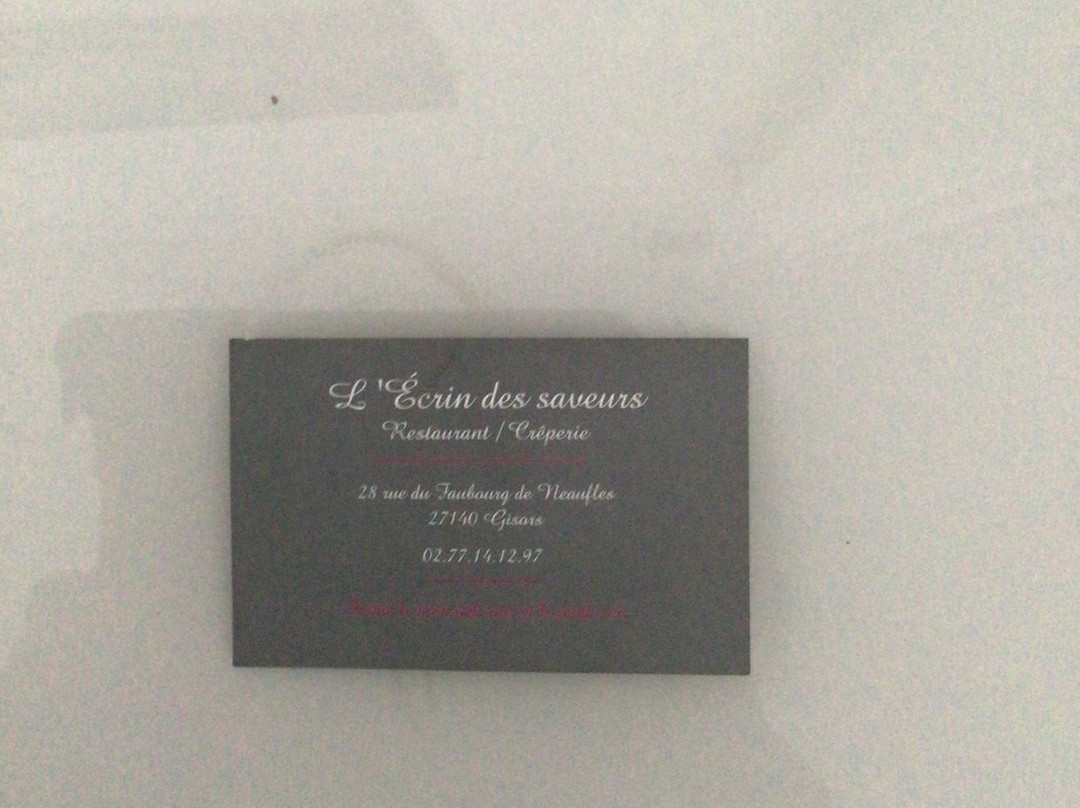 L'Écrin des saveurs
Restaurant / Crêperie
28 rue du Faubourg de Neaufles
27140 Gisors
02.77.14.12.97